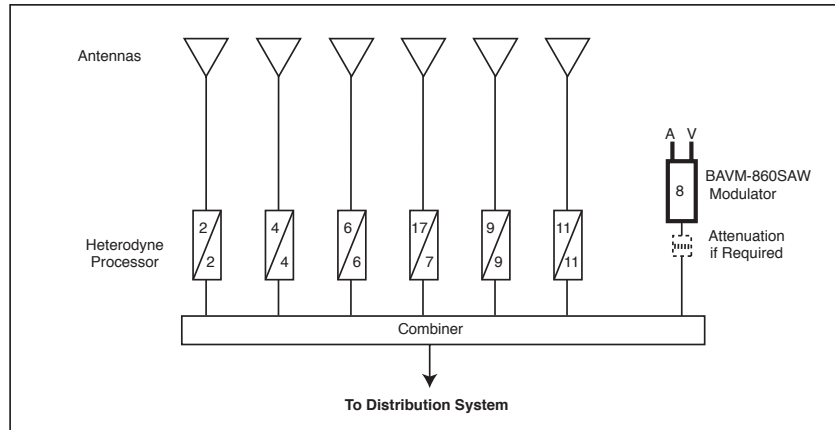 Antennas
A V
BAVM-860SAW
Modulator
8
2 4 6 17 9 11
2 4 6 7 9 11
Heterodyne
Processor
Attenuation
if Required
Combiner
To Distribution System